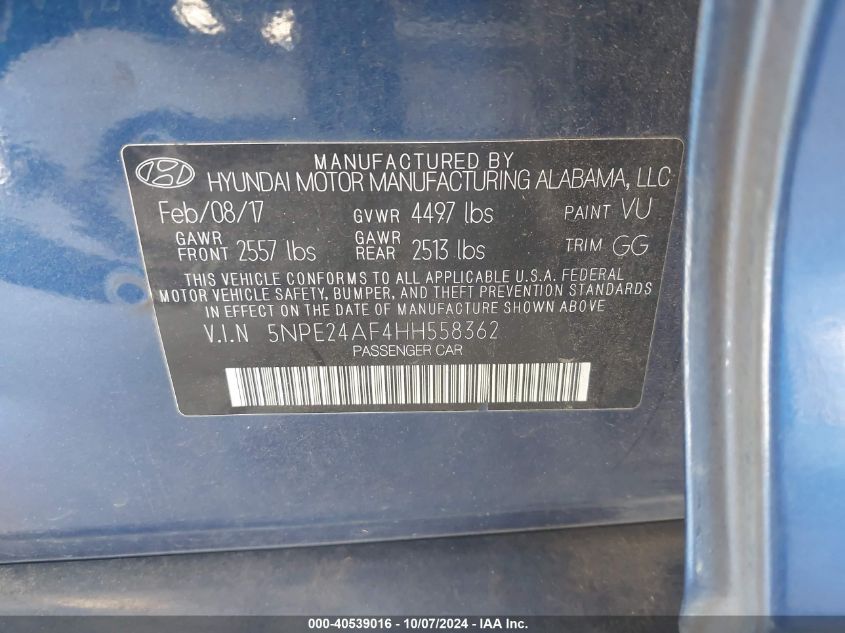 MANUFACTURED BY
HYUNDAI MOTOR MANUFACTURING ALABAMA, LLC
Feb/08/17 GVWR 4497 lbs PAINT VU
GAWR FRONT 2557 lbs GAWR REAR 2513 lbs TRIM GG
THIS VEHICLE CONFORMS TO ALL APPLICABLE U.S.A. FEDERAL
MOTOR VEHICLE SAFETY, BUMPER, AND THEFT PREVENTION STANDARDS
IN EFFECT ON THE DATE OF MANUFACTURE SHOWN ABOVE
V.I.N 5NPE24AF4HH558362
PASSENGER CAR
000-40539016 - 10/07/2024 - IAA Inc.